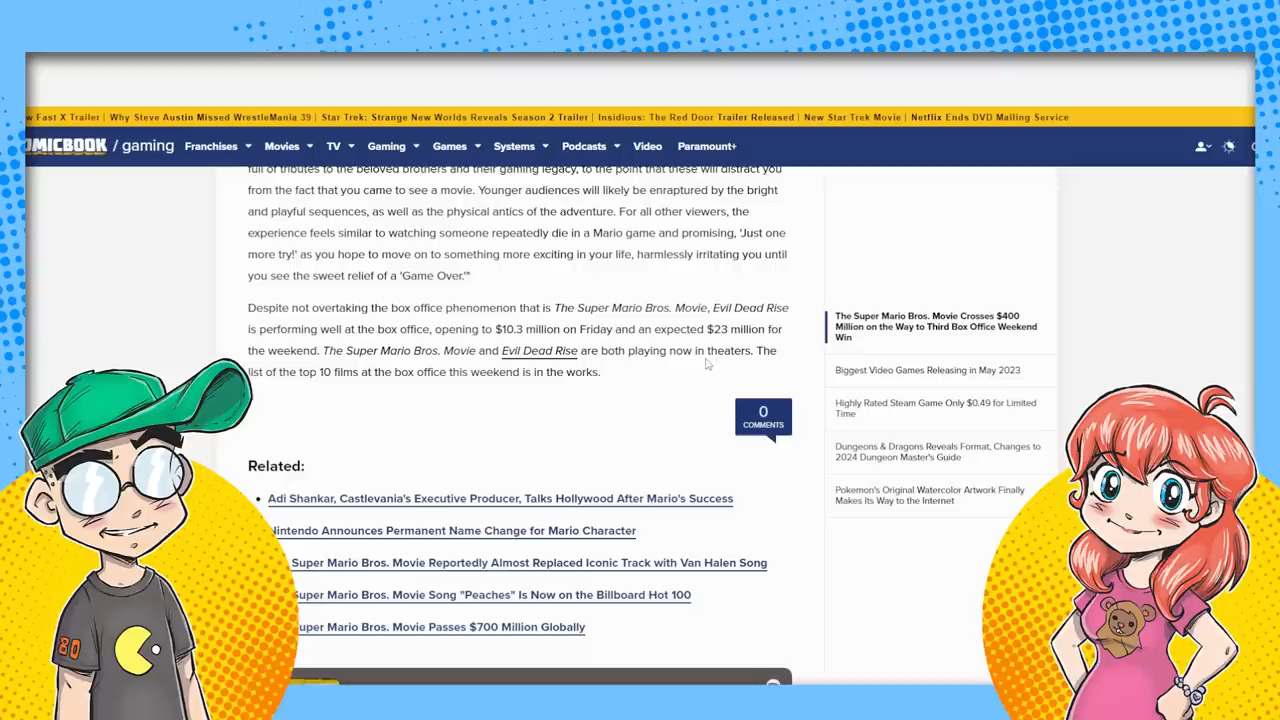 w Fast X Trailer | Why Steve Austin Missed WrestleMania 39 | Star Trek: Strange New Worlds Reveals Season 2 Trailer | Insidious: The Red Door Trailer Released | New Star Trek Movie | Netflix Ends DVD Mailing Service
OMICBOOK / gaming Franchises Movies TV Gaming Games Systems Podcasts Video Paramount+
full of tributes to the beloved brothers and their gaming legacy, to the point that these will distract you
from the fact that you came to see a movie. Younger audiences will likely be enraptured by the bright
and playful sequences, as well as the physical antics of the adventure. For all other viewers, the
experience feels similar to watching someone repeatedly die in a Mario game and promising, 'Just one
more try!' as you hope to move on to something more exciting in your life, harmlessly irritating you until
you see the sweet relief of a 'Game Over.'"
Despite not overtaking the box office phenomenon that is The Super Mario Bros. Movie, Evil Dead Rise
is performing well at the box office, opening to $10.3 million on Friday and an expected $23 million for
the weekend. The Super Mario Bros. Movie and Evil Dead Rise are both playing now in theaters. The
list of the top 10 films at the box office this weekend is in the works.
0
COMMENTS
Related:
Adi Shankar, Castlevania's Executive Producer, Talks Hollywood After Mario's Success
Nintendo Announces Permanent Name Change for Mario Character
Super Mario Bros. Movie Reportedly Almost Replaced Iconic Track with Van Halen Song
Super Mario Bros. Movie Song "Peaches" Is Now on the Billboard Hot 100
uper Mario Bros. Movie Passes $700 Million Globally
The Super Mario Bros. Movie Crosses $400
Million on the Way to Third Box Office Weekend
Win
Biggest Video Games Releasing in May 2023
Highly Rated Steam Game Only $0.49 for Limited
Time
Dungeons & Dragons Reveals Format, Changes to
2024 Dungeon Master's Guide
Pokemon's Original Watercolor Artwork Finally
Makes Its Way to the Internet
80